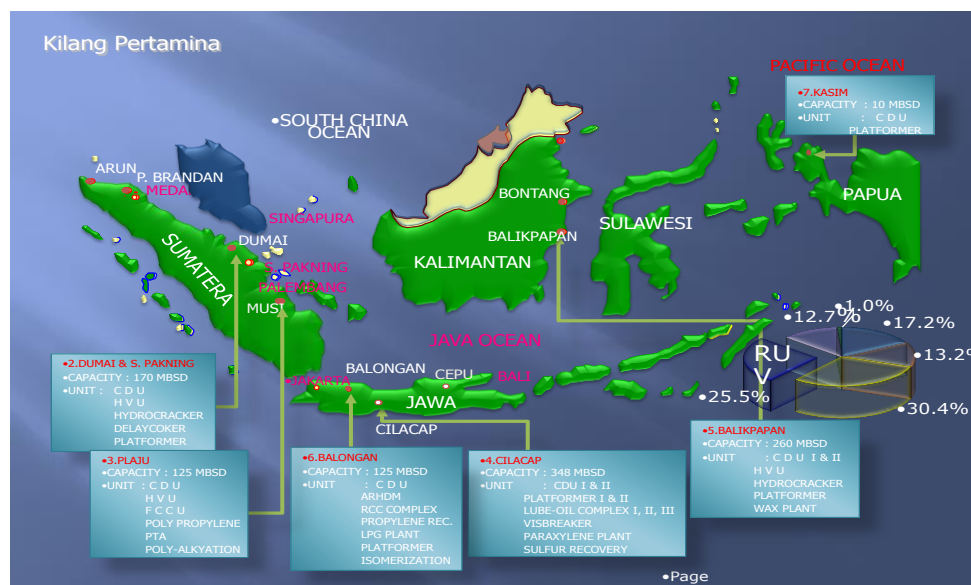 Kilang Pertamina
PACIFIC OCEAN
•7.KASIM
•CAPACITY : 10 MBSD
•UNIT : C D U
PLATFORMER
•SOUTH CHINA
OCEAN
ARUN
P. BRANDAN
MEDA
SINGAPURA
BONTANG
PAPUA
SULAWESI
DUMAI
BALIKPAPAN
SUMATERA
S. PAKNING
KALIMANTAN
PALEMPANG
MUSI
•1.0%
•12.7%
%
•17.2%
JAVA OCEAN
RU
V
•13.2%
•25.5%
•30.4%
•2.DUMAI & S. PAKNING
•CAPACITY : 170 MBSD
•UNIT : C D U
H V U
HYDROCRACKER
DELAYCOKER
PLATFORMER
BALONGAN
•JAKARTA
CEPU
BALI
JAWA
CILACAP
•3.PLAJU
•CAPACITY : 125 MBSD
•UNIT : C D U
H V U
F C C U
POLY PROPYLENE
PTA
POLY-ALKYATION
•6.BALONGAN
•CAPACITY : 125 MBSD
•UNIT : C D U
ARHDM
RCC COMPLEX
PROPYLENE REC.
LPG PLANT
PLATFORMER
ISOMERIZATION
•4.CILACAP
•CAPACITY : 348 MBSD
•UNIT : CDU I & II
PLATFORMER I & II
LUBE-OIL COMPLEX I, II, III
VISBREAKER
PARAXYLENE PLANT
SULFUR RECOVERY
•5.BALIKPAPAN
•CAPACITY : 260 MBSD
•UNIT : C D U I & II
H V U
HYDROCRACKER
PLATFORMER
WAX PLANT
•Page